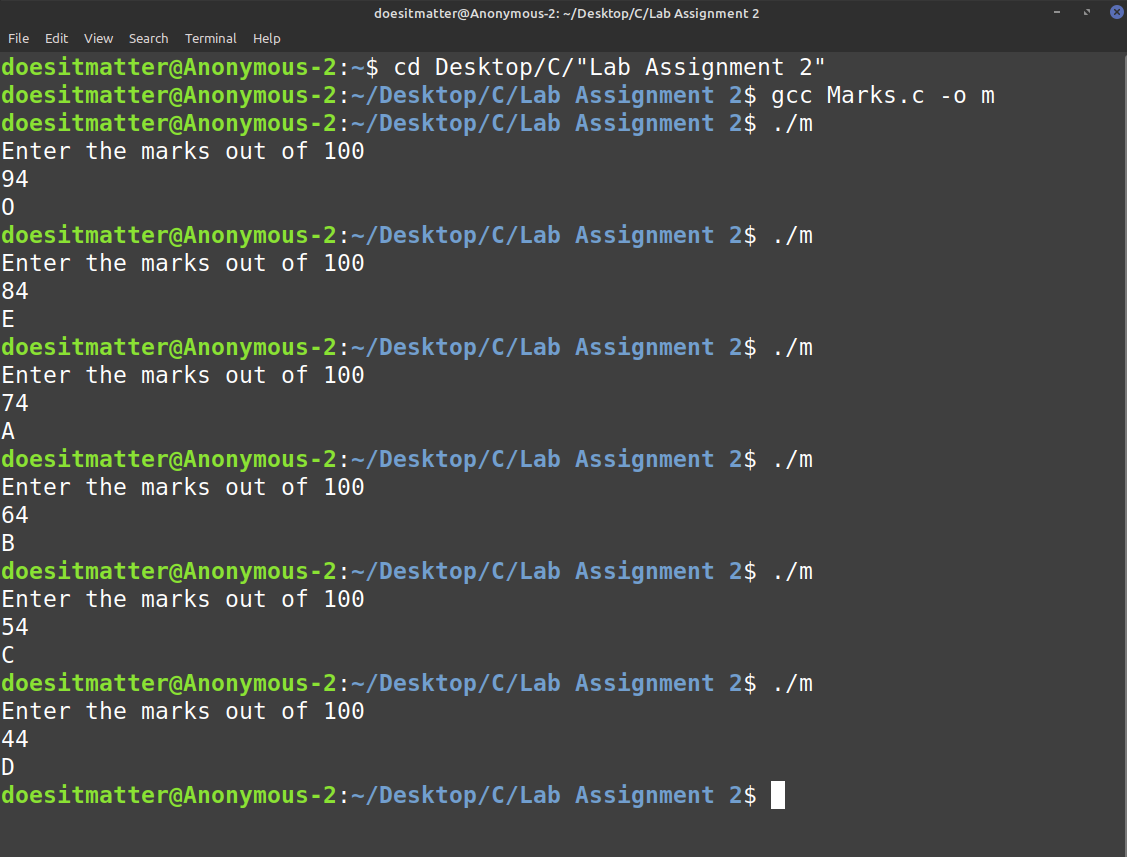 doesitmatter@Anonymous-2: ~/Desktop/C/Lab Assignment 2
File Edit View Search Terminal Help
doesitmatter@Anonymous-2:~$ cd Desktop/C/"Lab Assignment 2"
doesitmatter@Anonymous-2:~/Desktop/C/Lab Assignment 2$ gcc Marks.c -o m
doesitmatter@Anonymous-2:~/Desktop/C/Lab Assignment 2$ ./m
Enter the marks out of 100
94
O
doesitmatter@Anonymous-2:~/Desktop/C/Lab Assignment 2$ ./m
Enter the marks out of 100
84
E
doesitmatter@Anonymous-2:~/Desktop/C/Lab Assignment 2$ ./m
Enter the marks out of 100
74
A
doesitmatter@Anonymous-2:~/Desktop/C/Lab Assignment 2$ ./m
Enter the marks out of 100
64
B
doesitmatter@Anonymous-2:~/Desktop/C/Lab Assignment 2$ ./m
Enter the marks out of 100
54
C
doesitmatter@Anonymous-2:~/Desktop/C/Lab Assignment 2$ ./m
Enter the marks out of 100
44
D
doesitmatter@Anonymous-2:~/Desktop/C/Lab Assignment 2$